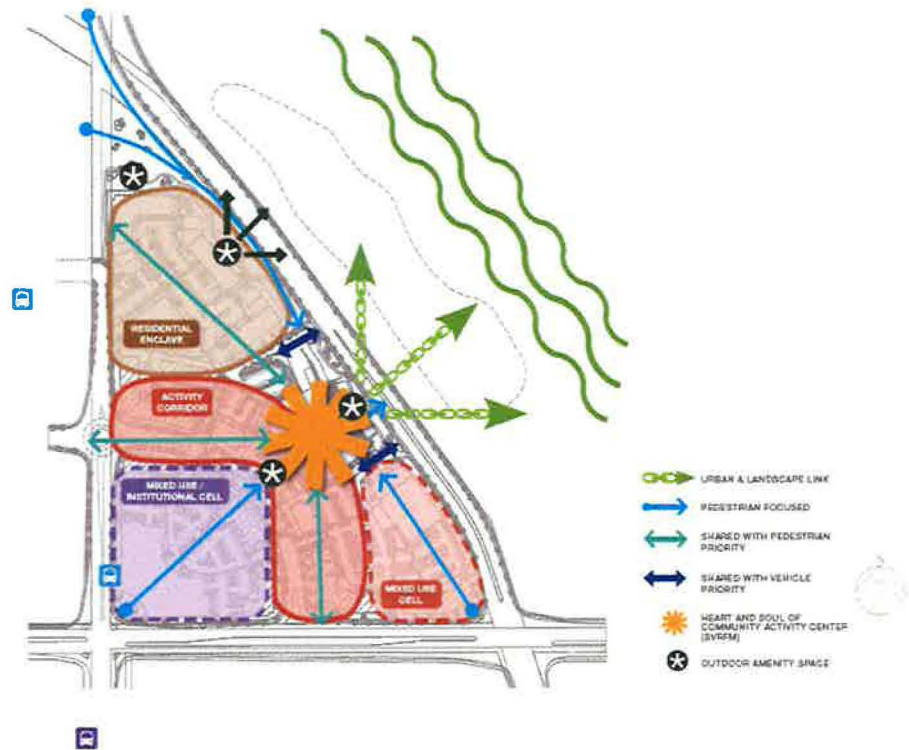 RESIDENTIAL
ENCLAVE
ACTIVITY
CORRIDOR
MIXED USE /
INSTITUTIONAL CELL
MIXED USE
CELL
URBAN & LANDSCAPE LINK
PEDESTRIAN FOCUSED
SHARED WITH PEDESTRIAN
PRIORITY
SHARED WITH VEHICLE
PRIORITY
HEART AND SOUL OF
COMMUNITY ACTIVITY CENTER
(SVRFM)
OUTDOOR AMENITY SPACE